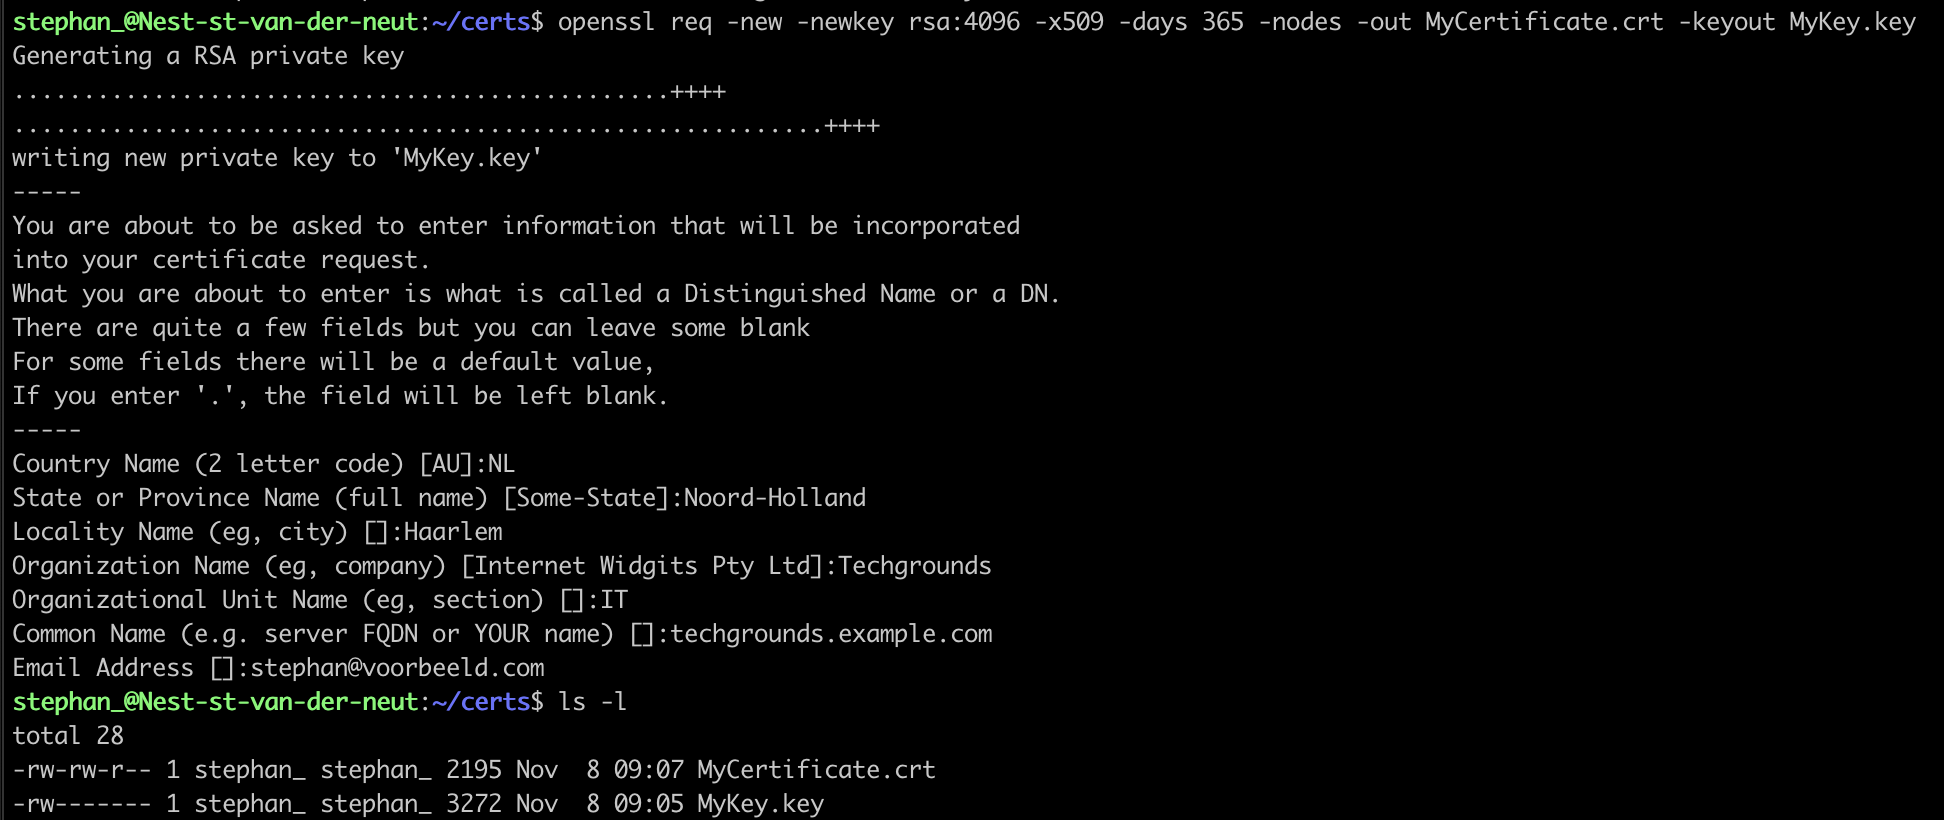 stephan_@Nest-st-van-der-neut:~/certs$ openssl req -new -newkey rsa:4096 -x509 -days 365 -nodes -out MyCertificate.crt -keyout MyKey.key
Generating a RSA private key
...............................................++++
..........................................................++++
writing new private key to 'MyKey.key'
-----
You are about to be asked to enter information that will be incorporated
into your certificate request.
What you are about to enter is what is called a Distinguished Name or a DN.
There are quite a few fields but you can leave some blank
For some fields there will be a default value,
If you enter '.', the field will be left blank.
-----
Country Name (2 letter code) [AU]:NL
State or Province Name (full name) [Some-State]:Noord-Holland
Locality Name (eg, city) []:Haarlem
Organization Name (eg, company) [Internet Widgits Pty Ltd]:Techgrounds
Organizational Unit Name (eg, section) []:IT
Common Name (e.g. server FQDN or YOUR name) []:techgrounds.example.com
Email Address []:stephan@voorbeeld.com
stephan_@Nest-st-van-der-neut:~/certs$ ls -l
total 28
-rw-rw-r-- 1 stephan_ stephan_ 2195 Nov  8 09:07 MyCertificate.crt
-rw------- 1 stephan_ stephan_ 3272 Nov  8 09:05 MyKey.key